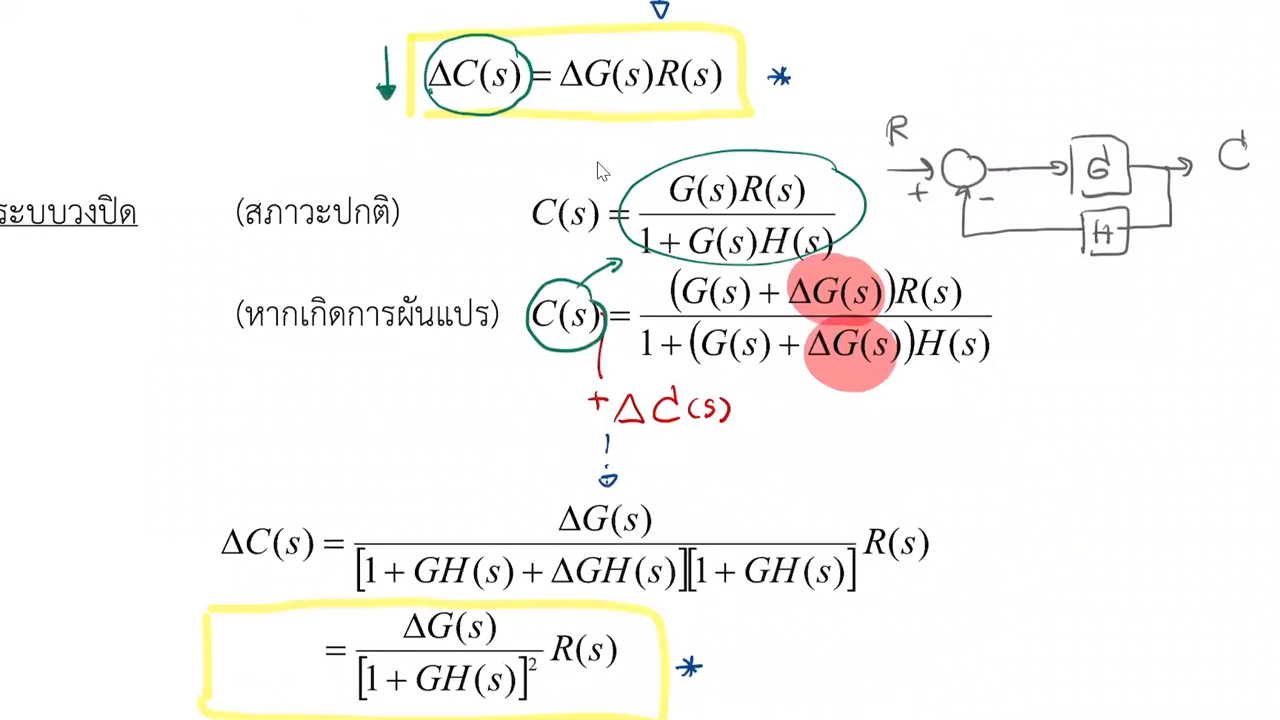 ΔC(s) = ΔG(s)R(s) *
R + - G H C
ระบบวงปิด (สภาวะปกติ) C(s) = G(s)R(s) / 1 + G(s)H(s)
(หากเกิดการผันแปร) C(s) = (G(s) + ΔG(s))R(s) / 1 + (G(s) + ΔG(s))H(s)
+ ΔC(s)
ΔC(s) = ΔG(s) / [1 + GH(s) + ΔGH(s)][1 + GH(s)] R(s)
= ΔG(s) / [1 + GH(s)]² R(s) *